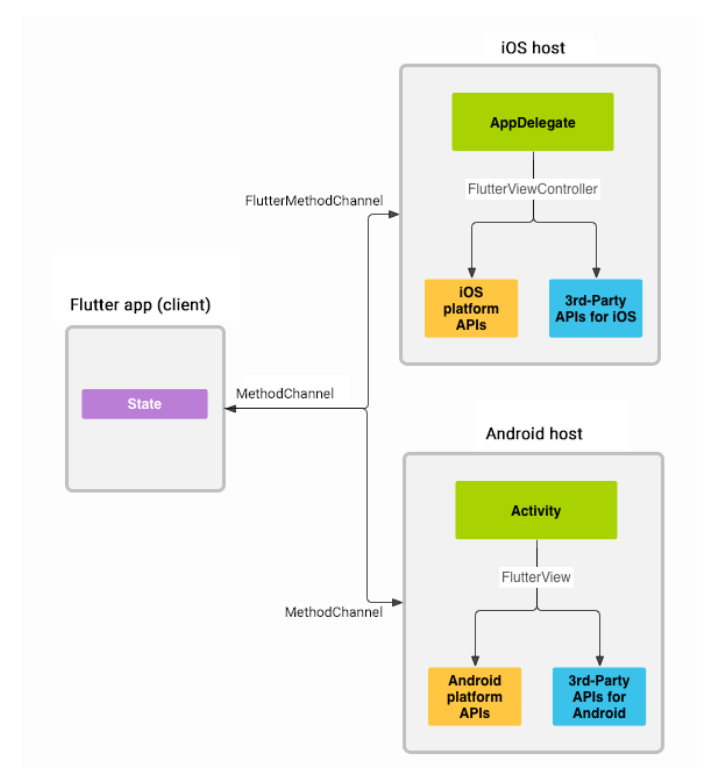 iOS host
AppDelegate
FlutterViewController
FlutterMethodChannel
iOS
platform
APIs
3rd-Party
APIs for iOS
Flutter app (client)
State
MethodChannel
Android host
Activity
FlutterView
MethodChannel
Android
platform
APIs
3rd-Party
APIs for
Android